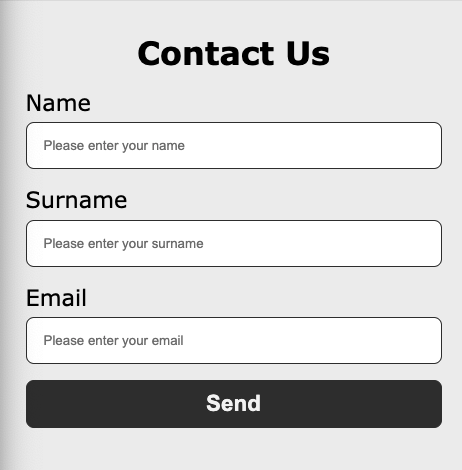 Contact Us
Name
Please enter your name
Surname
Please enter your surname
Email
Please enter your email
Send